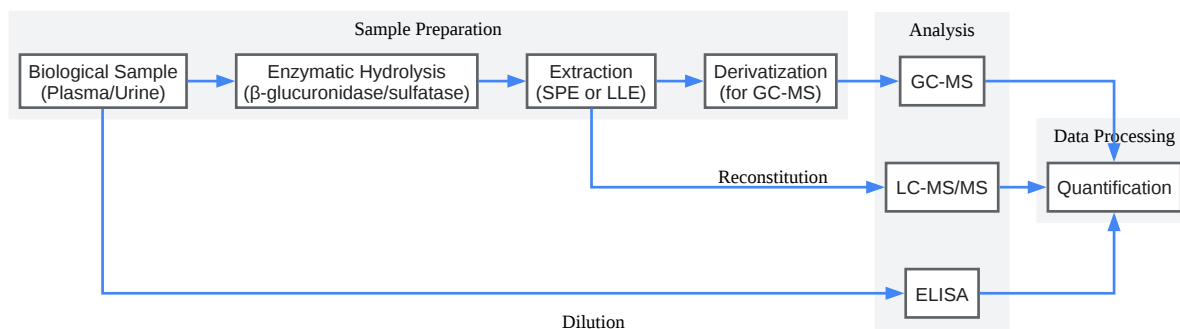 Sample Preparation
Biological Sample
(Plasma/Urine)
Enzymatic Hydrolysis
(β-glucuronidase/sulfatase)
Extraction
(SPE or LLE)
Derivatization
(for GC-MS)
Analysis
GC-MS
Reconstitution
LC-MS/MS
Data Processing
Quantification
ELISA
Dilution